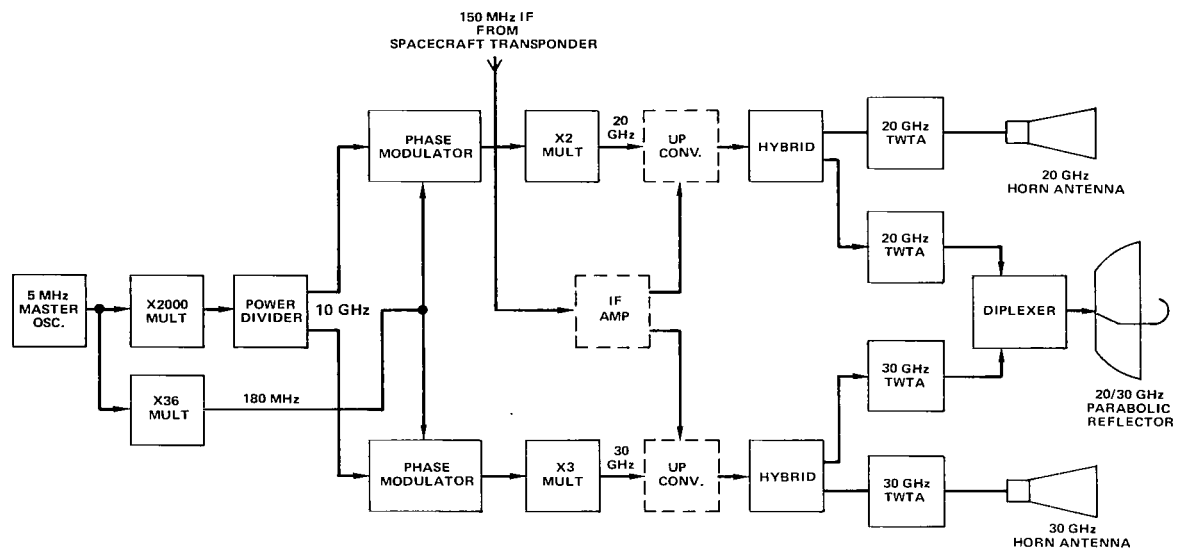 150 MHz IF
FROM
SPACECRAFT TRANSPONDER
PHASE
MODULATOR
X2
MULT
20
GHz
UP
CONV.
HYBRID
20 GHz
TWTA
20 GHz
HORN ANTENNA
20 GHz
TWTA
5 MHz
MASTER
OSC.
X2000
MULT
POWER
DIVIDER
10 GHz
IF
AMP
DIPLEXER
X36
MULT
180 MHz
30 GHz
TWTA
20/30 GHz
PARABOLIC
REFLECTOR
PHASE
MODULATOR
X3
MULT
30
GHz
UP
CONV.
HYBRID
30 GHz
TWTA
30 GHz
HORN ANTENNA